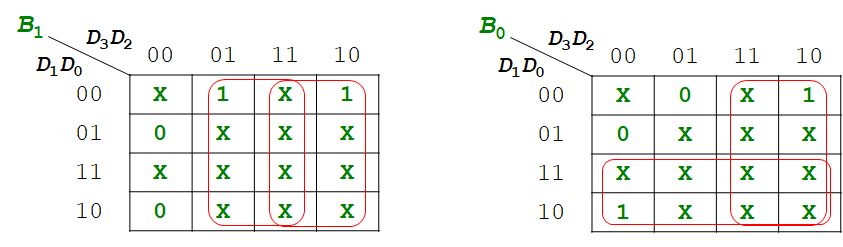 B₁ D₃D₂ 00 01 11 10
D₁D₀
00 X 1 X 1
01 0 X X X
11 X X X X
10 0 X X X
B₀ D₃D₂ 00 01 11 10
D₁D₀
00 X 0 X 1
01 0 X X X
11 X X X X
10 1 X X X